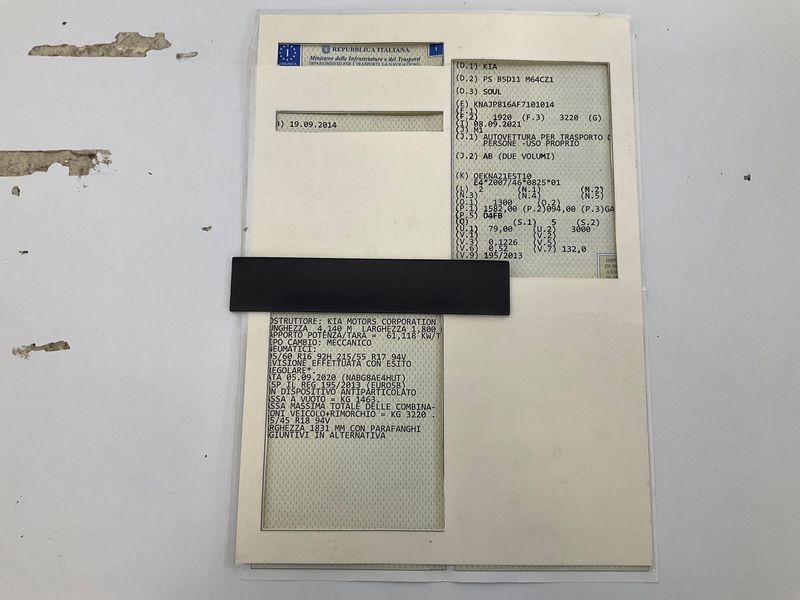 REPUBBLICA ITALIANA
Ministero delle Infrastrutture e dei Trasporti
19.09.2014
(D.1) KIA
(D.2) PS B5D11 M64CZ1
(D.3) SOUL
(E) KNAJP816AF7101014
(F.1)
(F.2) 1920 (F.3) 3220 (G)
(I) 08.09.2021
(J) M1
(J.1) AUTOVETTURA PER TRASPORTO D
PERSONE -USO PROPRIO
(J.2) AB (DUE VOLUMI)
(K) OEKNA21EST10
E4*2007/46*0825*01
(L) 2 (N.1) (N.2)
(N.3) (N.4) (N.5)
(O.1) 1300 (O.2)
(P.1) 1582,00 (P.2)094,00 (P.3)GA
(P.5) D4FB
(Q) (S.1) 5 (S.2)
(U.1) 79,00 (U.2) 3000
(V.1) (V.2)
(V.3) 0.1226 (V.5)
(V.6) 0.52 (V.7) 132,0
(V.9) 195/2013
OSTRUTTORE: KIA MOTORS CORPORATION
UNGHEZZA 4,140 M LARGHEZZA 1,800
APPORTO POTENZA/TARA = 61,118 KW/T
IPO CAMBIO: MECCANICO
NEUMATICI:
05/60 R16 92H 215/55 R17 94V
EVISIONE EFFETTUATA CON ESITO
REGOLARE*.
ATA 05.09.2020 (NABG8AE4HUT)
SP IL REG 195/2013 (EURO5B)
ON DISPOSITIVO ANTIPARTICOLATO
ASSA A VUOTO = KG 1463.
ASSA MASSIMA TOTALE DELLE COMBINA-
ONI VEICOLO+RIMORCHIO = KG 3220 .
5/45 R18 94V
ARGHEZZA 1831 MM CON PARAFANGHI
GGIUNTIVI IN ALTERNATIVA